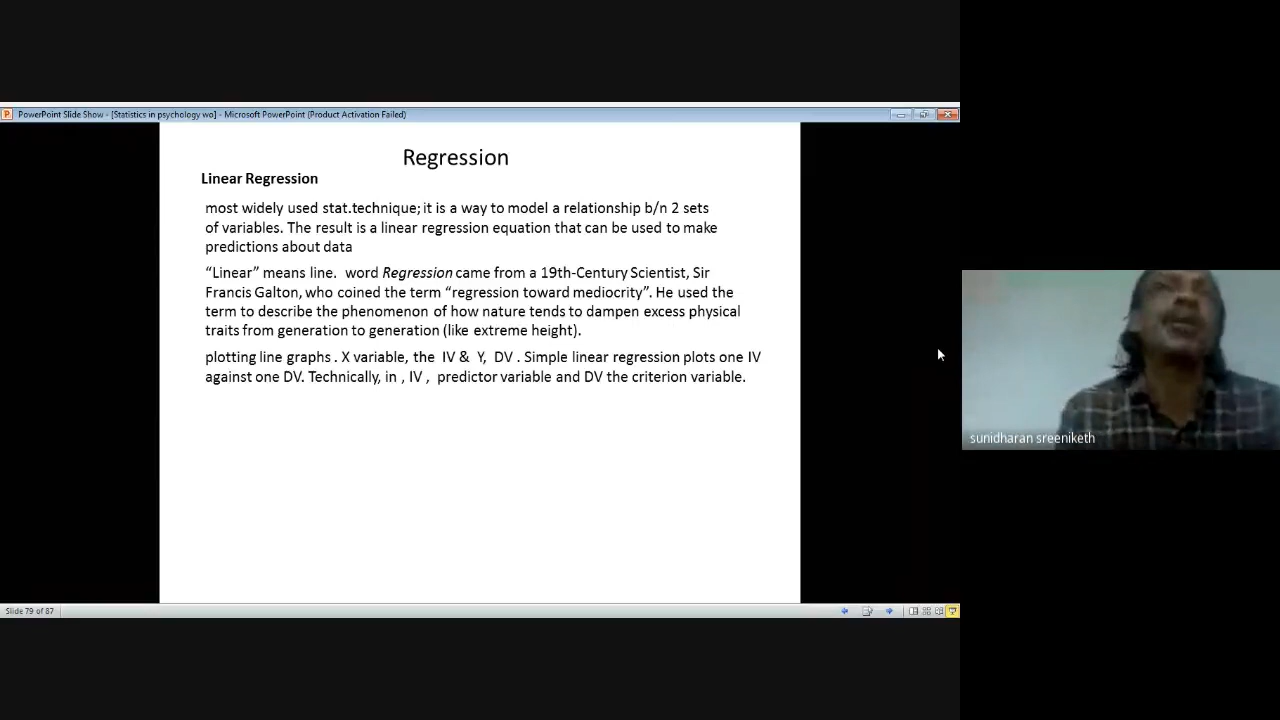 PowerPoint Slide Show - [Statistics in psychology wo] - Microsoft PowerPoint (Product Activation Failed)
Regression
Linear Regression
most widely used stat.technique; it is a way to model a relationship b/n 2 sets
of variables. The result is a linear regression equation that can be used to make
predictions about data
“Linear” means line.  word Regression came from a 19th-Century Scientist, Sir
Francis Galton, who coined the term “regression toward mediocrity”. He used the
term to describe the phenomenon of how nature tends to dampen excess physical
traits from generation to generation (like extreme height).
plotting line graphs . X variable, the  IV &  Y,  DV . Simple linear regression plots one IV
against one DV. Technically, in , IV ,  predictor variable and DV the criterion variable.
sunidharan sreeniketh
Slide 79 of 87